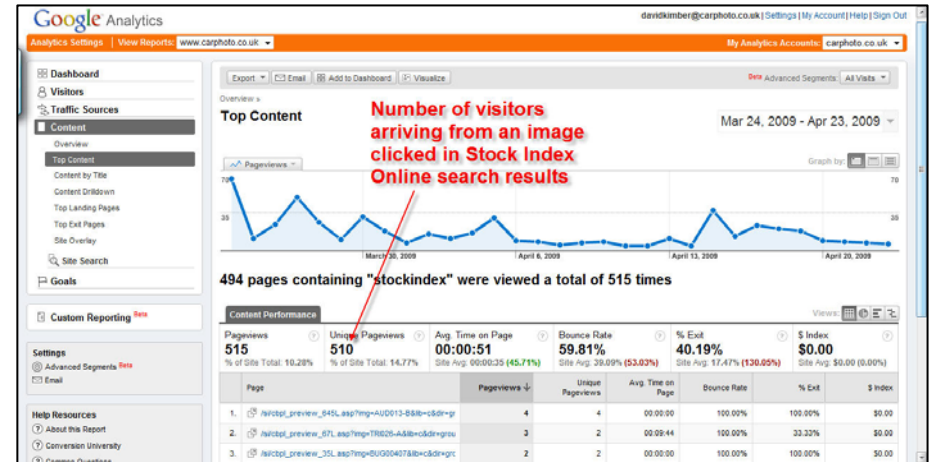 Google Analytics
davidkimber@carphoto.co.uk | Settings | My Account | Help | Sign Out
Analytics Settings | View Reports: www.carphoto.co.uk
My Analytics Accounts: carphoto.co.uk
Dashboard
Visitors
Traffic Sources
Content
Overview
Top Content
Content by Title
Content Drilldown
Top Landing Pages
Top Exit Pages
Site Overlay
Site Search
Goals
Custom Reporting Beta
Settings
Advanced Segments Beta
Email
Help Resources
About this Report
Conversion University
Common Questions
Export Email Add to Dashboard Visualize
Beta Advanced Segments: All Visits
Overview »
Top Content
Mar 24, 2009 - Apr 23, 2009
Number of visitors
arriving from an image
clicked in Stock Index
Online search results
Pageviews
Graph by:
70 70
35 35
March 30, 2009 April 6, 2009 April 13, 2009 April 20, 2009
494 pages containing "stockindex" were viewed a total of 515 times
Content Performance
Views:
Pageviews Unique Pageviews Avg. Time on Page Bounce Rate % Exit $ Index
515 510 00:00:51 59.81% 40.19% $0.00
% of Site Total: 10.28% % of Site Total: 14.77% Site Avg: 00:00:35 (45.71%) Site Avg: 39.09% (53.03%) Site Avg: 17.47% (130.05%) Site Avg: $0.00 (0.00%)
Page Pageviews Unique Pageviews Avg. Time on Page Bounce Rate % Exit $ Index
1. 4 4 00:00:00 100.00% 100.00% $0.00
2. 3 2 00:09:44 100.00% 33.33% $0.00
3. 2 2 00:00:00 100.00% 100.00% $0.00